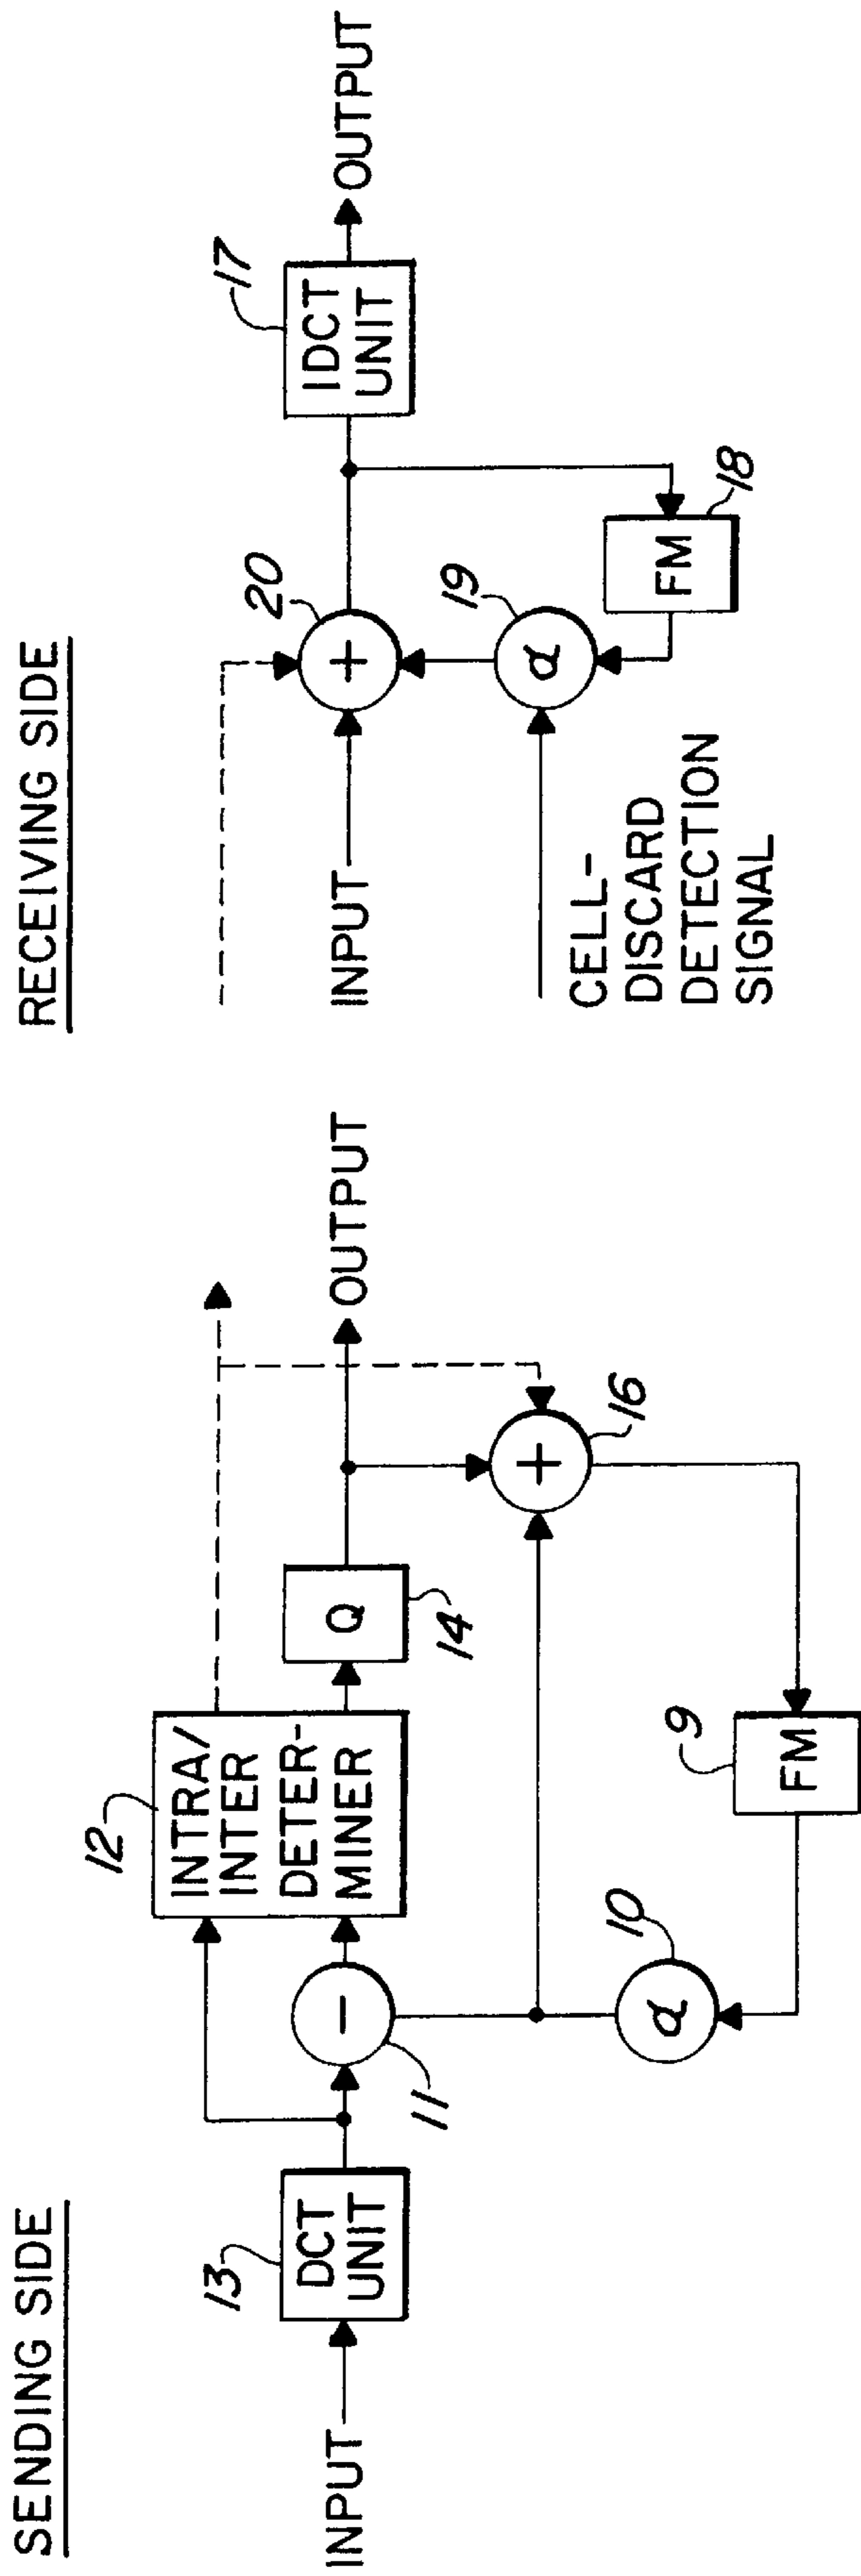 SENDING SIDE
INPUT
13
DCT
UNIT
11
-
12
INTRA/
INTER
DETER-
MINER
Q
14
OUTPUT
+
16
10
α
9
FM
RECEIVING SIDE
INPUT
20
+
17
IDCT
UNIT
OUTPUT
19
α
FM
18
CELL-
DISCARD
DETECTION
SIGNAL